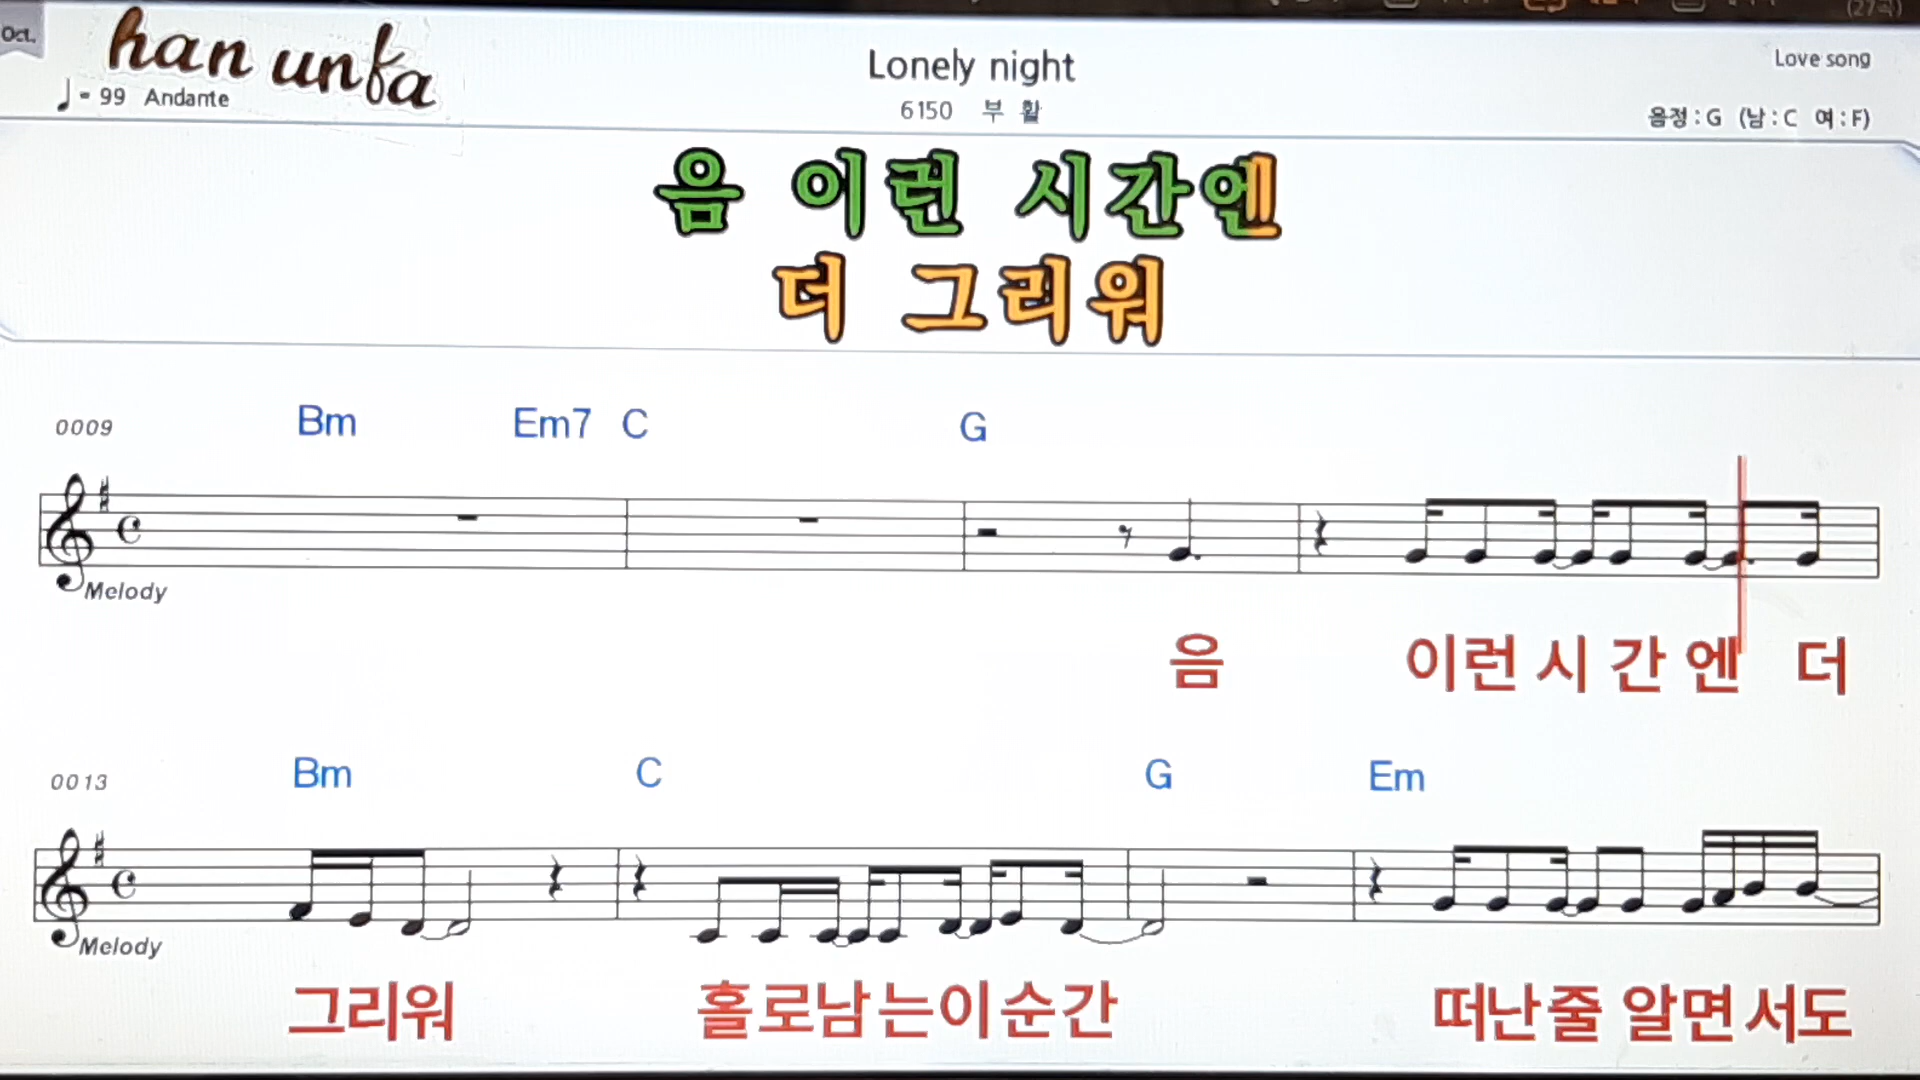 Oct.
han unfa
Lonely night
Love song
♩= 99 Andante
6150 부 활
음정 : G (남 : C 여 : F)
음 이런 시간엔
더 그리워
0009 Bm Em7 C G
Melody
음 이런 시 간 엔 더
0013 Bm C G Em
Melody
그리워 홀로남는이순간 떠난줄 알면서도